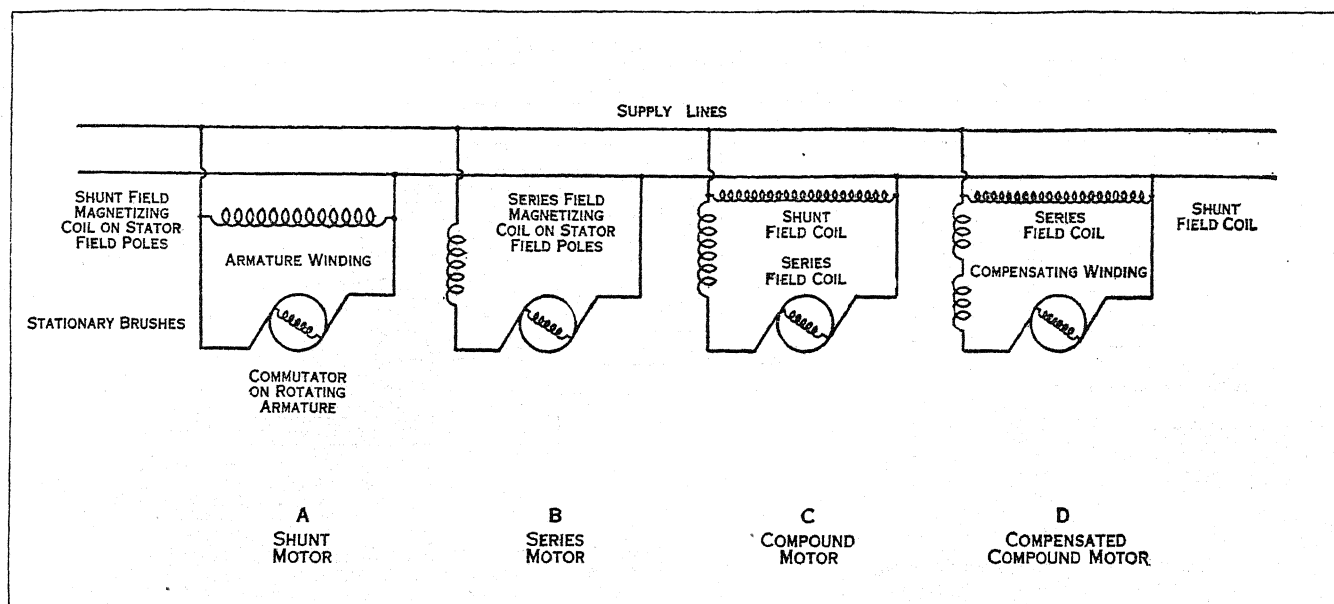 SUPPLY LINES
SHUNT FIELD
MAGNETIZING
COIL ON STATOR
FIELD POLES
ARMATURE WINDING
STATIONARY BRUSHES
COMMUTATOR
ON ROTATING
ARMATURE
SERIES FIELD
MAGNETIZING
COIL ON STATOR
FIELD POLES
SHUNT
FIELD COIL
SERIES
FIELD COIL
SERIES
FIELD COIL
COMPENSATING WINDING
SHUNT
FIELD COIL
A
SHUNT
MOTOR
B
SERIES
MOTOR
C
COMPOUND
MOTOR
D
COMPENSATED
COMPOUND MOTOR